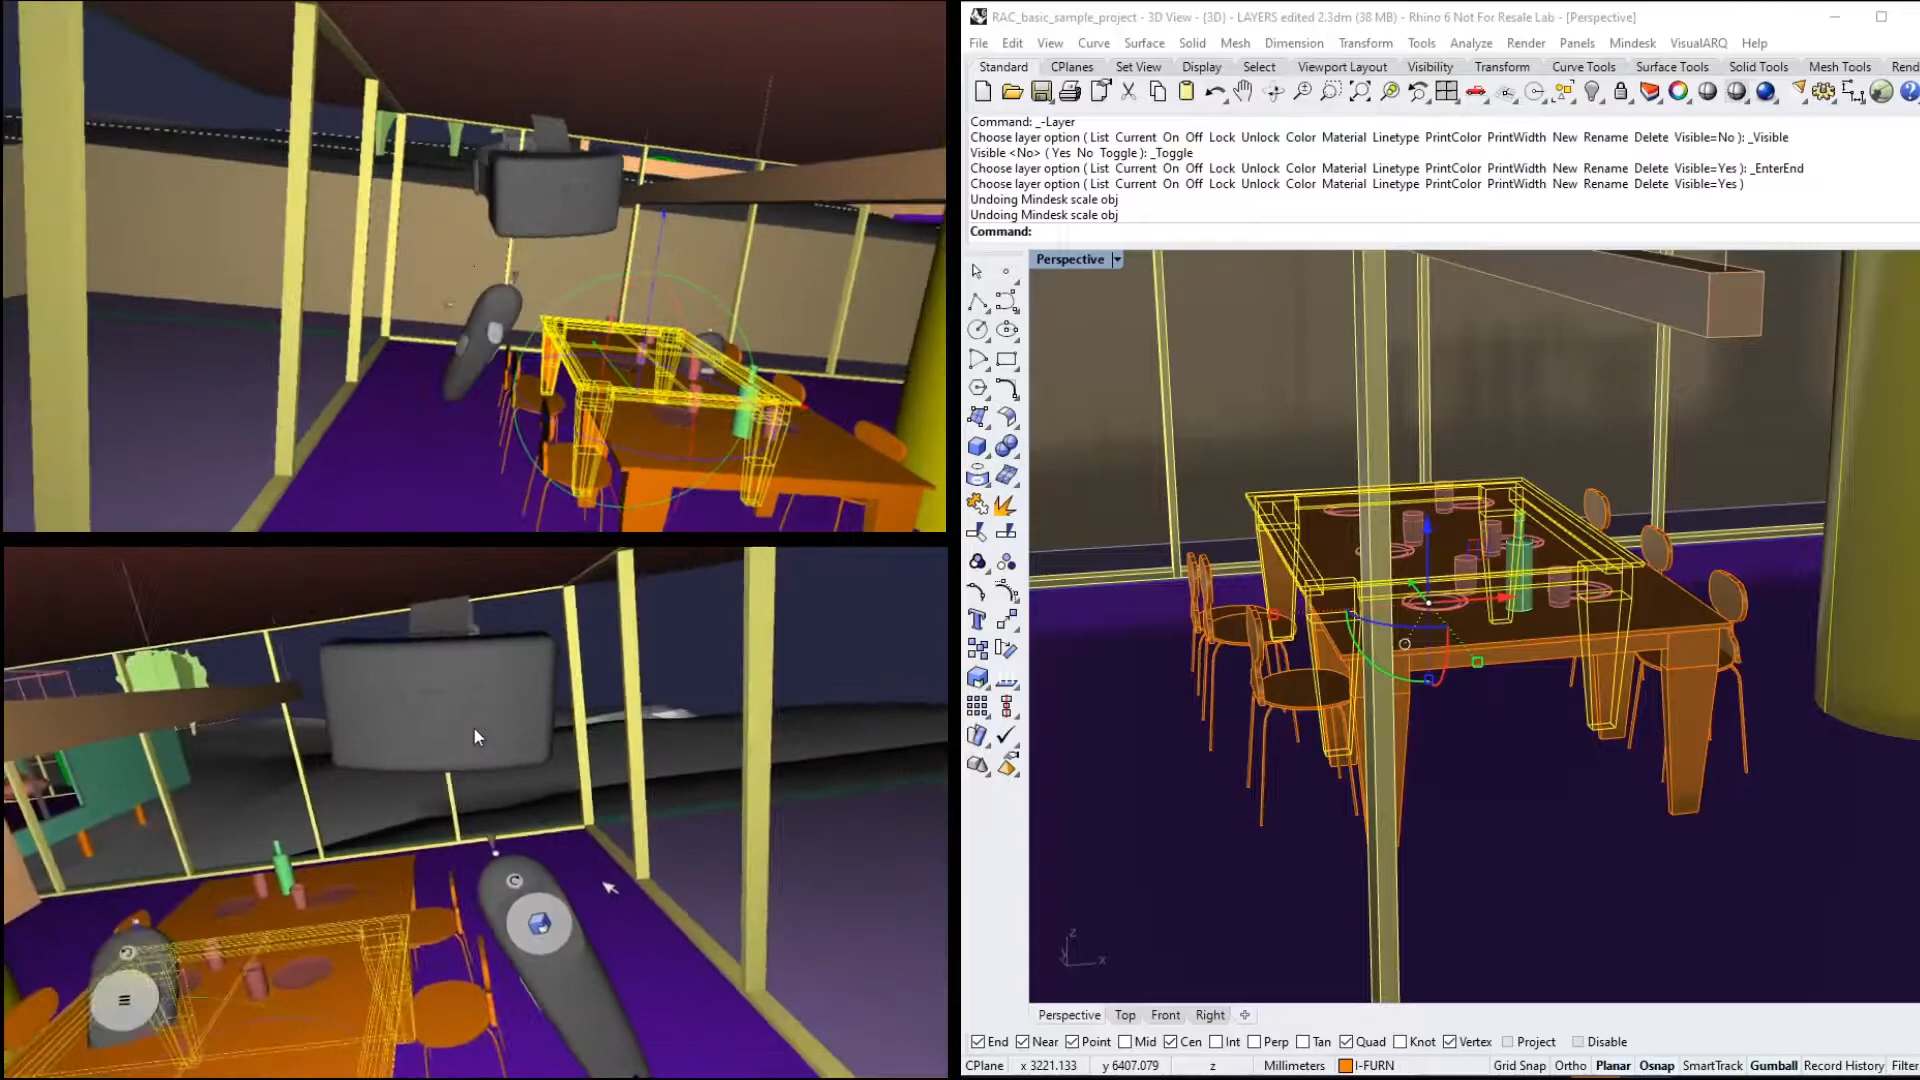 RAC_basic_sample_project - 3D View - {3D} - LAYERS edited 2.3dm (38 MB) - Rhino 6 Not For Resale Lab - [Perspective]
File Edit View Curve Surface Solid Mesh Dimension Transform Tools Analyze Render Panels Mindesk VisualARQ Help
Standard CPlanes Set View Display Select Viewport Layout Visibility Transform Curve Tools Surface Tools Solid Tools Mesh Tools Rend
Command: _-Layer
Choose layer option ( List Current On Off Lock Unlock Color Material Linetype PrintColor PrintWidth New Rename Delete Visible=No ): _Visible
Visible <No> ( Yes No Toggle ): _Toggle
Choose layer option ( List Current On Off Lock Unlock Color Material Linetype PrintColor PrintWidth New Rename Delete Visible=Yes ): _EnterEnd
Choose layer option ( List Current On Off Lock Unlock Color Material Linetype PrintColor PrintWidth New Rename Delete Visible=Yes )
Undoing Mindesk scale obj
Undoing Mindesk scale obj
Command:
Perspective
z
x
Perspective Top Front Right
End Near Point Mid Cen Int Perp Tan Quad Knot Vertex Project Disable
CPlane x 3221.133 y 6407.079 z Millimeters I-FURN Grid Snap Ortho Planar Osnap SmartTrack Gumball Record History Filter